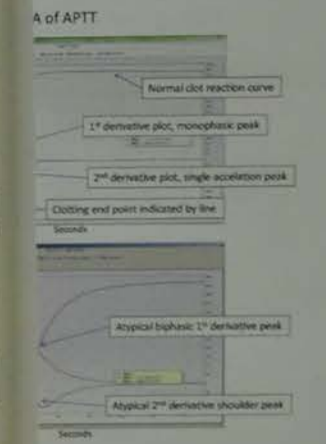 A of APTT
Normal clot reaction curve
1st derivative plot, monophasic peak
2nd derivative plot, single accelation peak
Clotting end point indicated by line
Seconds
Atypical biphasic 1st derivative peak
Atypical 2nd derivative shoulder peak
Seconds